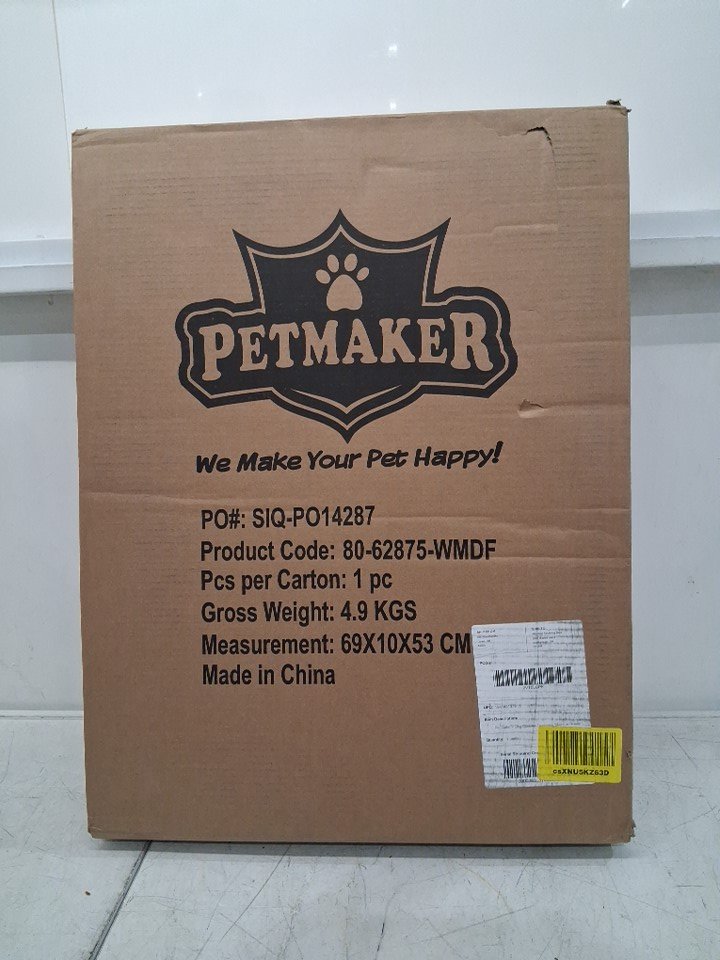 PETMAKER
We Make Your Pet Happy!
PO#: SIQ-PO14287
Product Code: 80-62875-WMDF
Pcs per Carton: 1 pc
Gross Weight: 4.9 KGS
Measurement: 69X10X53 CM
Made in China
csXNU5KZ63D